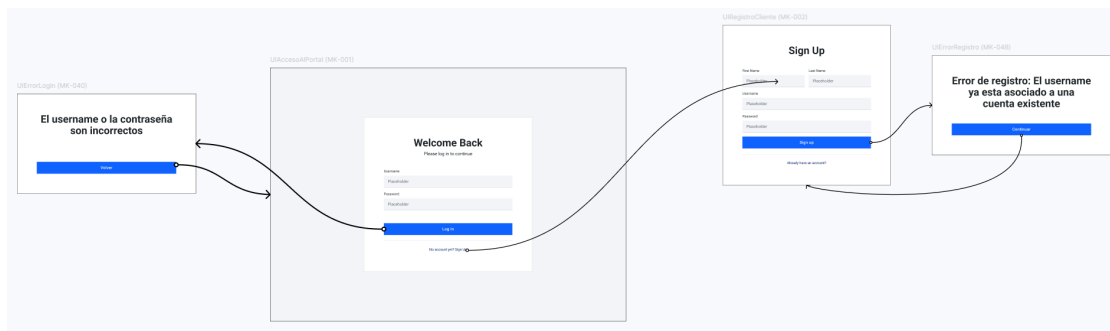 UIErrorLogin (MK-040)
El username o la contraseña
son incorrectos
Volver
UIAccesoAlPortal (MK-001)
Welcome Back
Please log in to continue
Username
Placeholder
Password
Placeholder
Log In
No account yet? Sign up
UIRegistroCliente (MK-002)
Sign Up
First Name
Last Name
Placeholder
Placeholder
Username
Placeholder
Password
Placeholder
Sign up
Already have an account?
UIErrorRegistro (MK-046)
Error de registro: El username
ya esta asociado a una
cuenta existente
Continuar